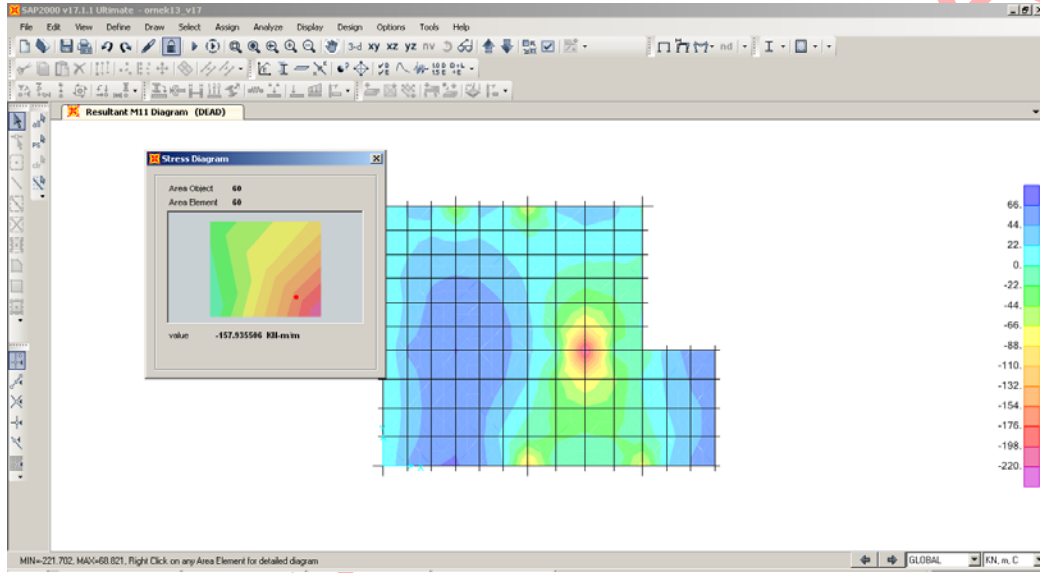 SAP2000 v17.1.1 Ultimate - ornek13_v17
File Edit View Define Draw Select Assign Analyze Display Design Options Tools Help
3-d xy xz yz nv
nd
Resultant M11 Diagram (DEAD)
Stress Diagram
Area Object 60
Area Element 60
value -157.935506 KN-m/m
66.
44.
22.
0.
-22.
-44.
-66.
-88.
-110.
-132.
-154.
-176.
-198.
-220.
MIN=-221.702, MAX=68.821, Right Click on any Area Element for detailed diagram
GLOBAL
KN, m, C